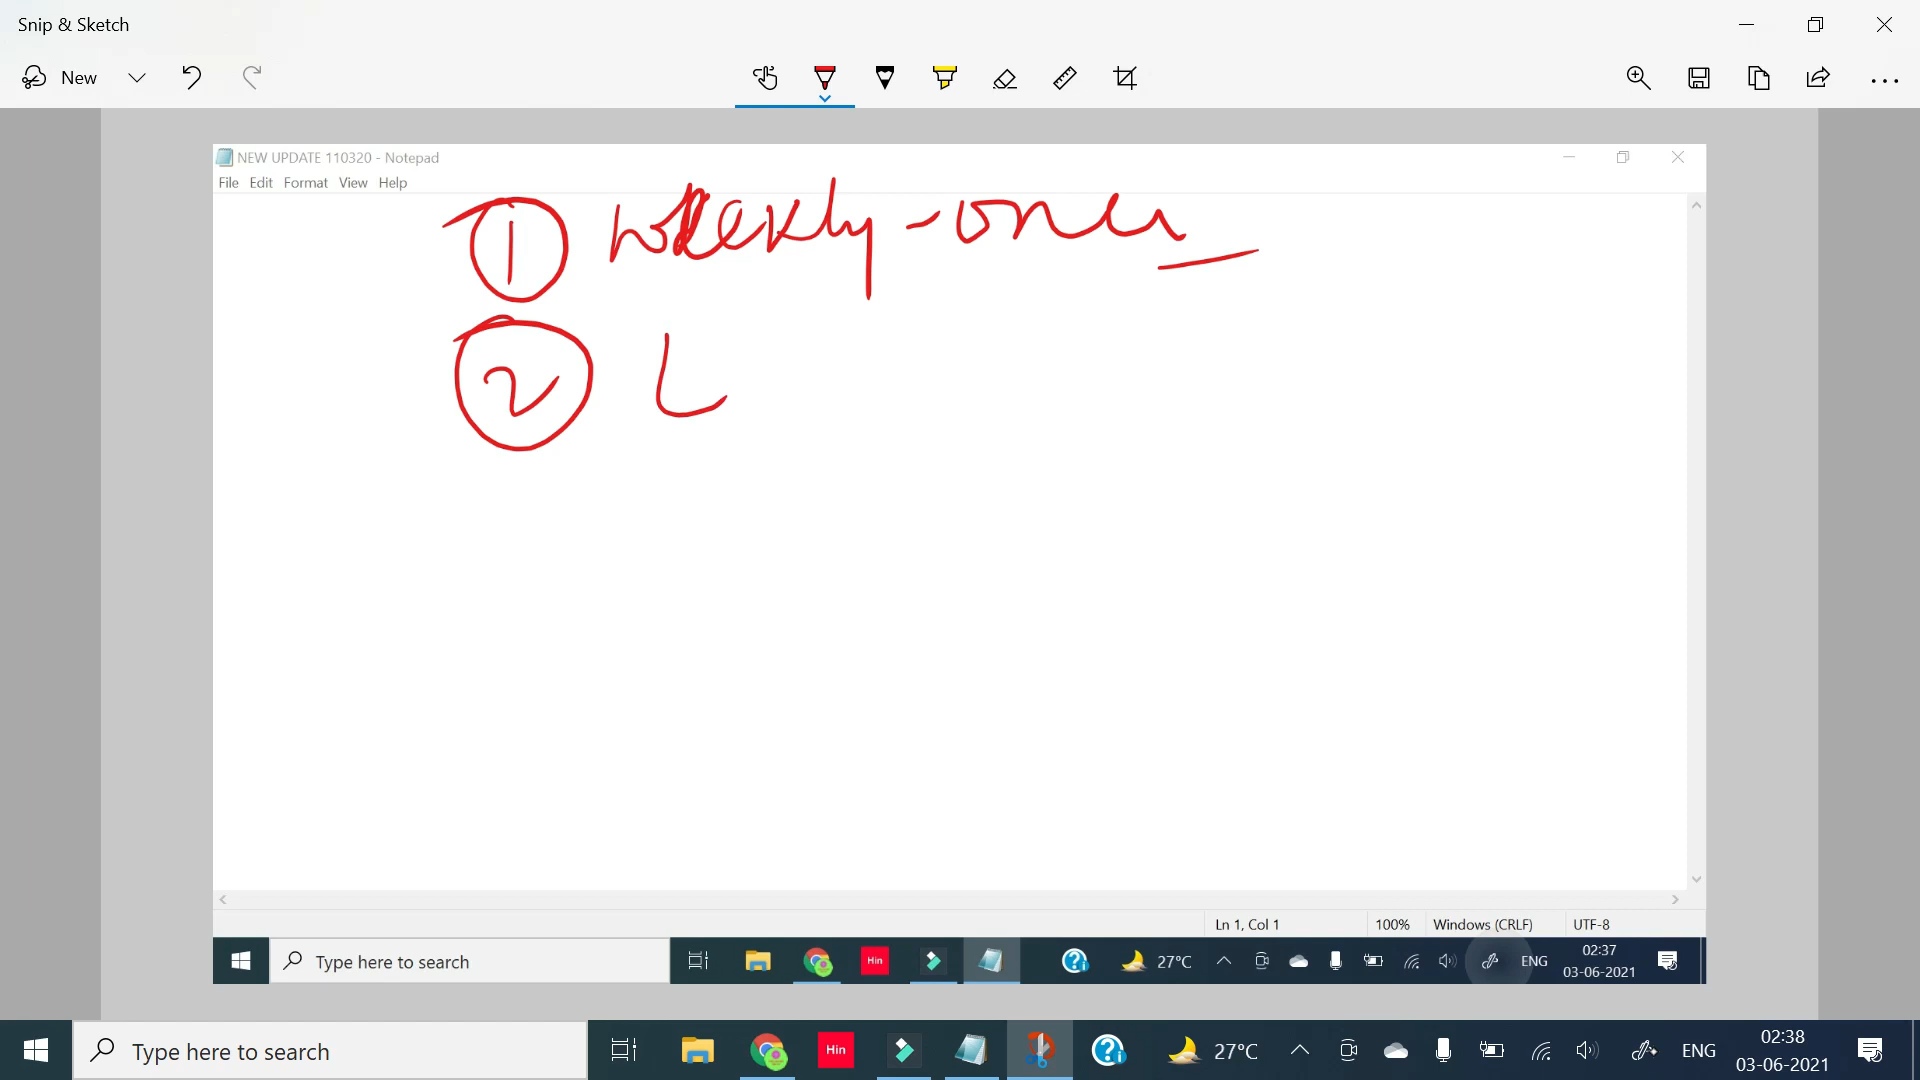 Snip & Sketch
New
NEW UPDATE 110320 - Notepad
File Edit Format View Help
1 weekly - once
2 L
Ln 1, Col 1 100% Windows (CRLF) UTF-8
Type here to search Hin 27°C ENG 02:37
03-06-2021
Type here to search Hin 27°C ENG 02:38
03-06-2021